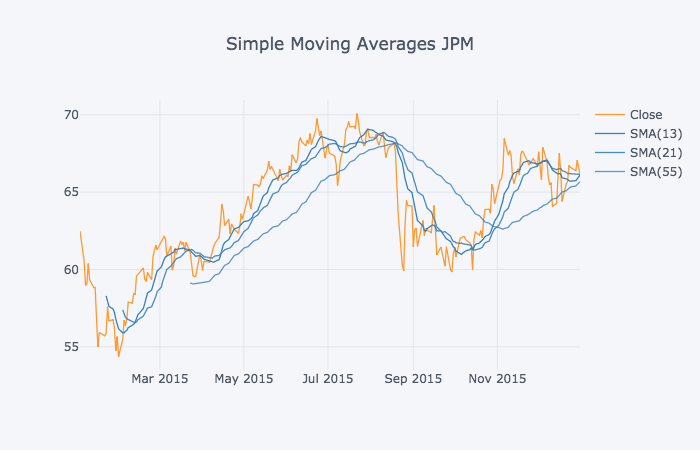 Simple Moving Averages JPM
70
65
60
55
Mar 2015
May 2015
Jul 2015
Sep 2015
Nov 2015
Close
SMA(13)
SMA(21)
SMA(55)